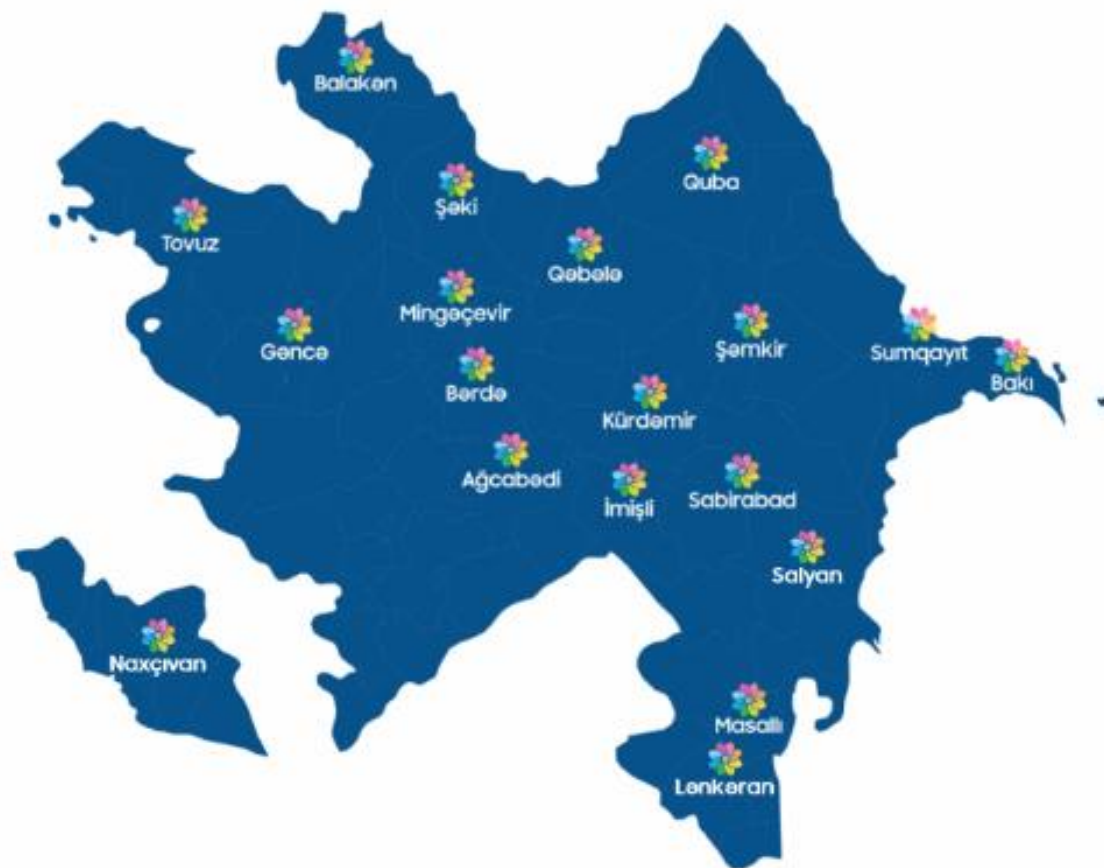 Balakən
Quba
Şəki
Tovuz
Qəbələ
Mingəçevir
Gəncə
Şəmkir
Sumqayıt
Bakı
Bərdə
Kürdəmir
Ağcabədi
İmişli
Sabirabad
Salyan
Naxçıvan
Masallı
Lənkəran